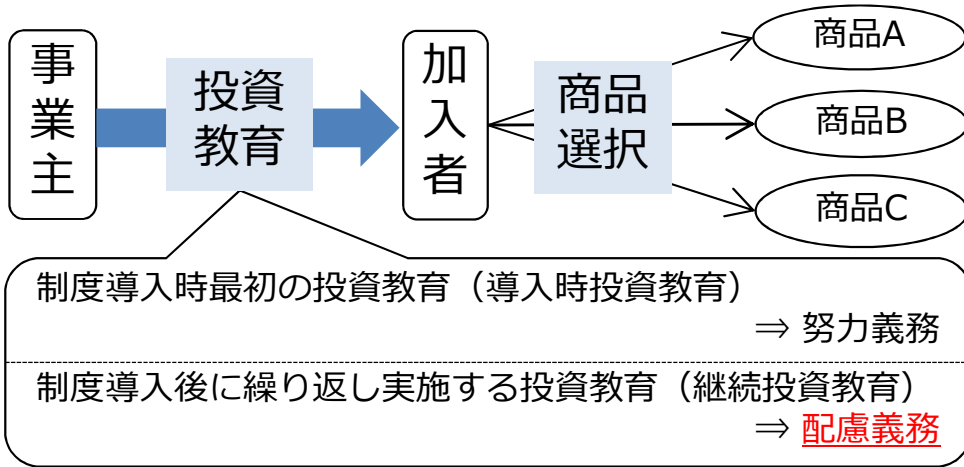 事業主
投資
教育
加入者
商品
選択
商品A
商品B
商品C
制度導入時最初の投資教育（導入時投資教育）
⇒ 努力義務
制度導入後に繰り返し実施する投資教育（継続投資教育）
⇒ 配慮義務